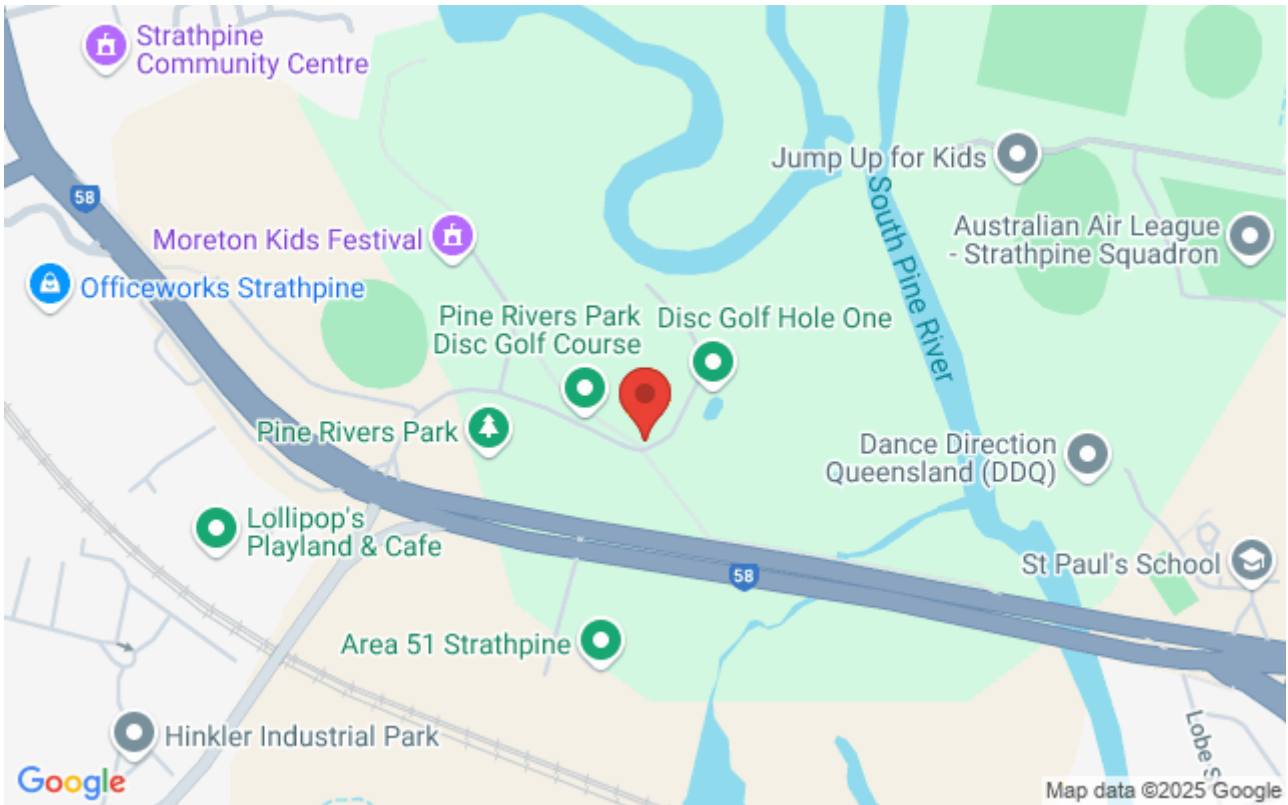 Strathpine
Community Centre
Jump Up for Kids
58
South Pine River
Moreton Kids Festival
Australian Air League
- Strathpine Squadron
Officeworks Strathpine
Pine Rivers Park
Disc Golf Course
Disc Golf Hole One
Pine Rivers Park
Dance Direction
Queensland (DDQ)
Lollipop's
Playland & Cafe
St Paul's School
58
Area 51 Strathpine
Hinkler Industrial Park
Lobe S
Google
Map data ©2025 Google